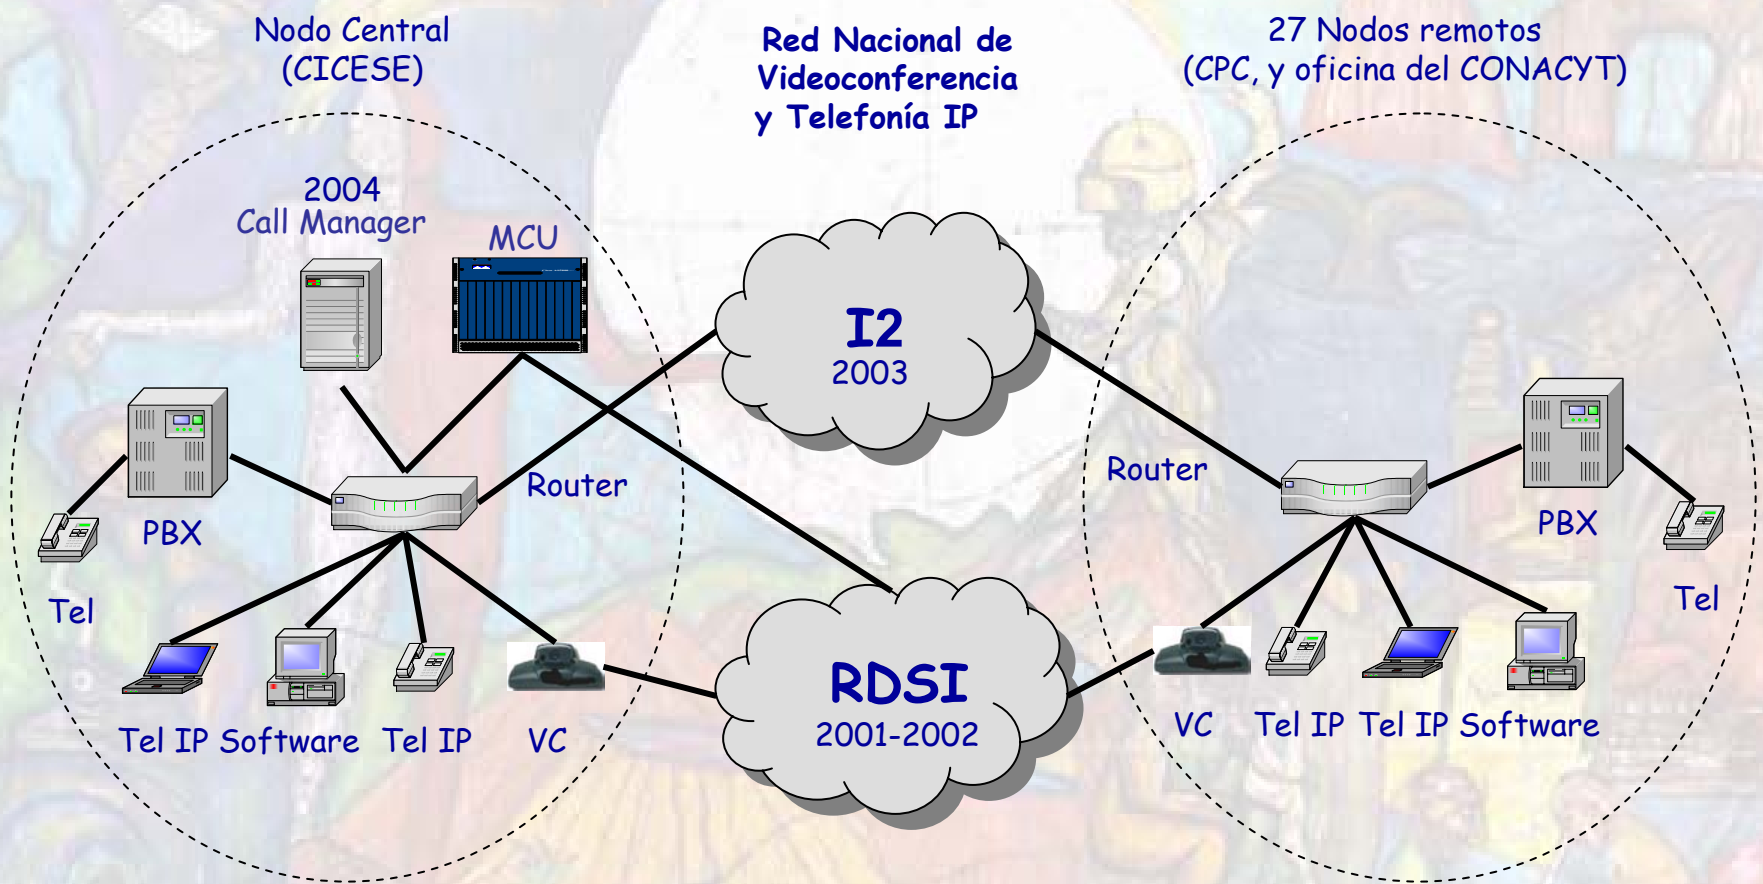 Nodo Central
(CICESE)
Red Nacional de
Videoconferencia
y Telefonía IP
27 Nodos remotos
(CPC, y oficina del CONACYT)
2004
Call Manager
MCU
I2
2003
Router
Router
PBX
PBX
Tel
Tel
RDSI
2001-2002
Tel IP Software
Tel IP
VC
VC
Tel IP
Tel IP Software